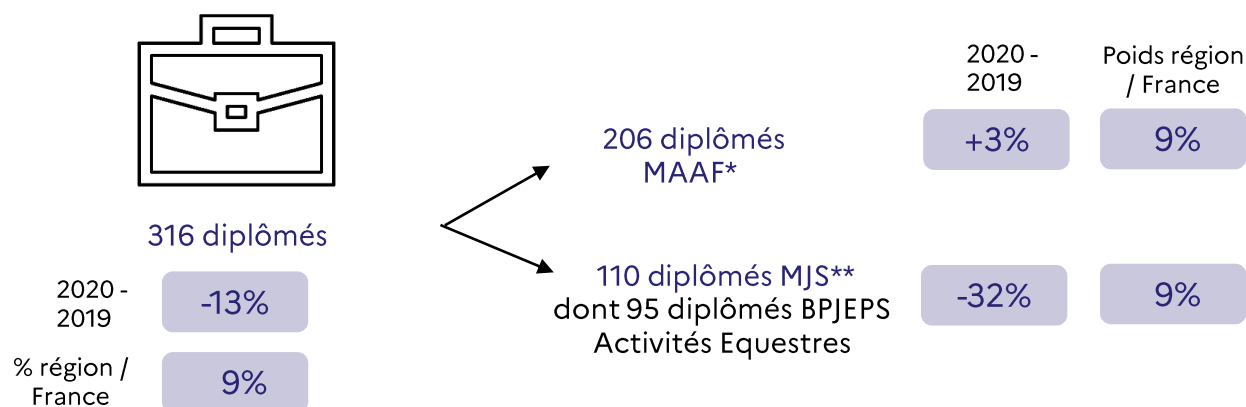 316 diplômés
2020 -
2019
-13%
% région /
France
9%
2020 -
2019
Poids région
/ France
206 diplômés
MAAF*
+3%
9%
110 diplômés MJS**
dont 95 diplômés BPJEPS
Activités Equestres
-32%
9%